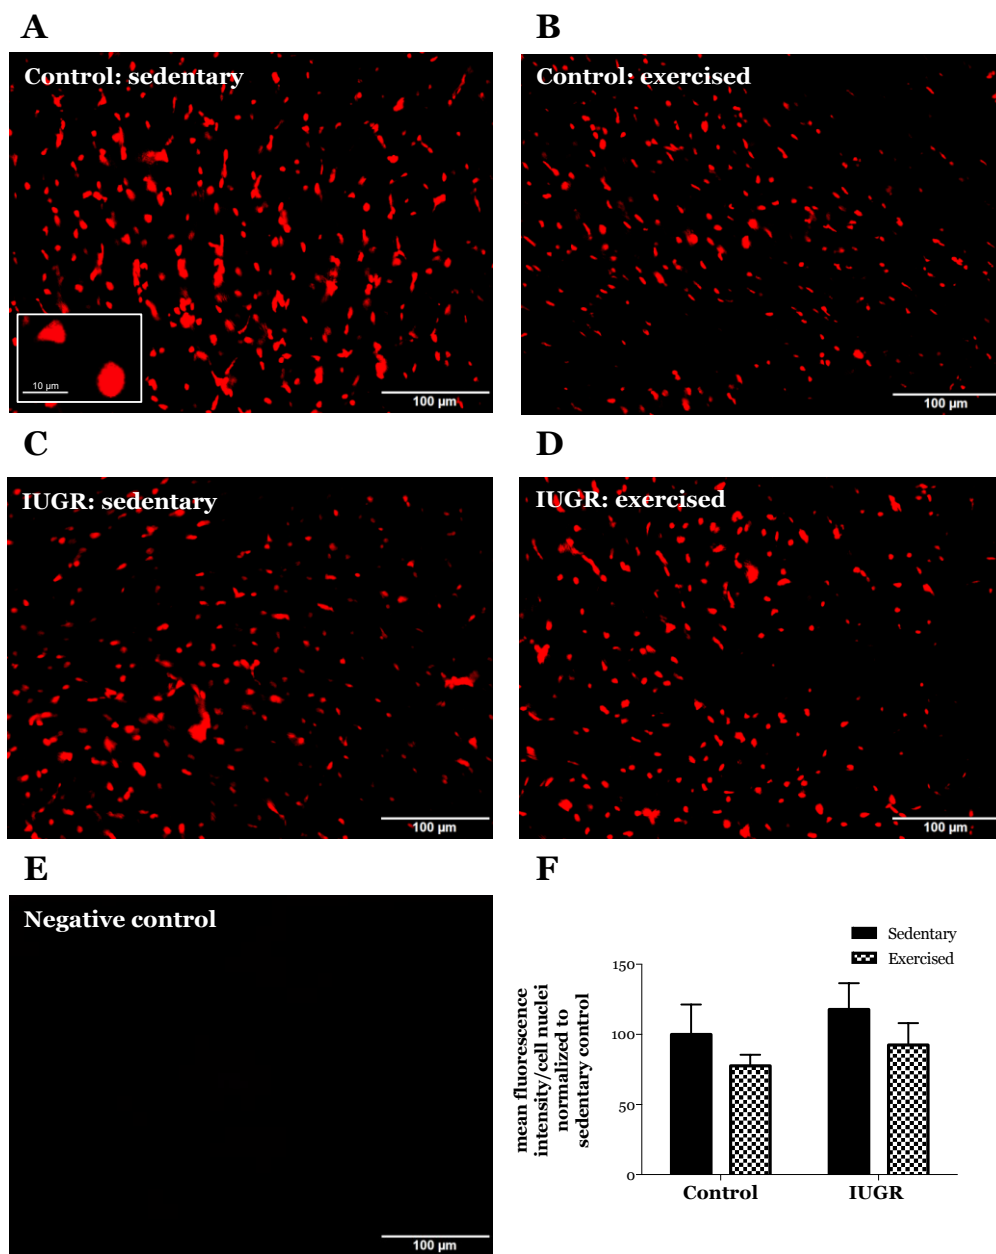 A
B
Control: sedentary
Control: exercised
10 µm
100 µm
100 µm
C
D
IUGR: sedentary
IUGR: exercised
100 µm
100 µm
E
F
Negative control
100 µm
Sedentary
Exercised
mean fluorescence
intensity/cell nuclei
normalized to
sedentary control
150
100
50
0
Control
IUGR